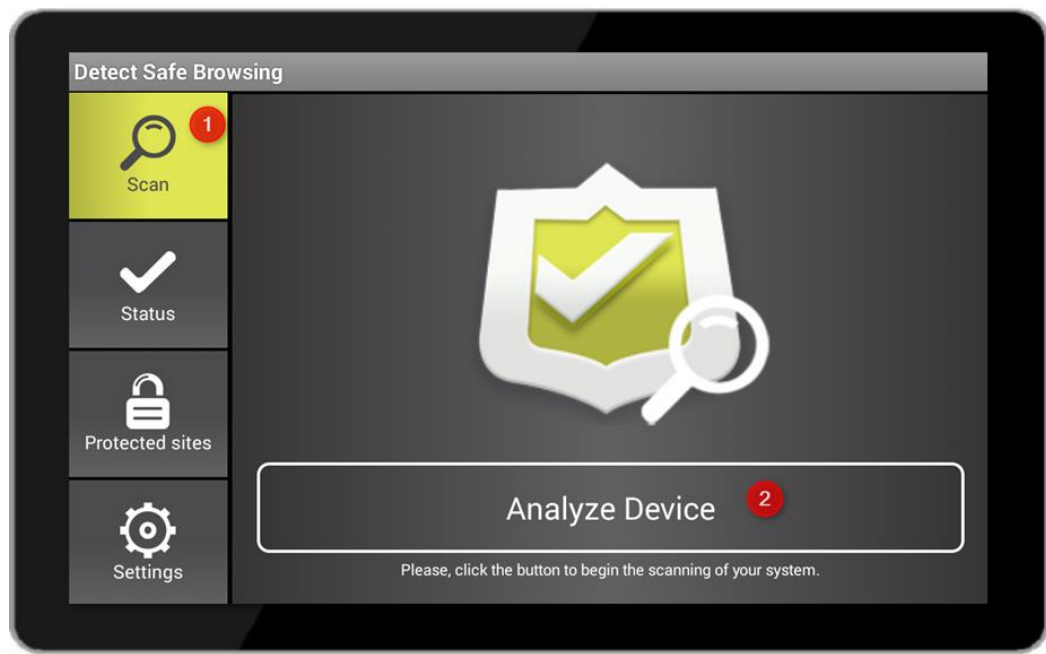 Detect Safe Browsing
1
Scan
Status
Protected sites
Settings
Analyze Device
2
Please, click the button to begin the scanning of your system.